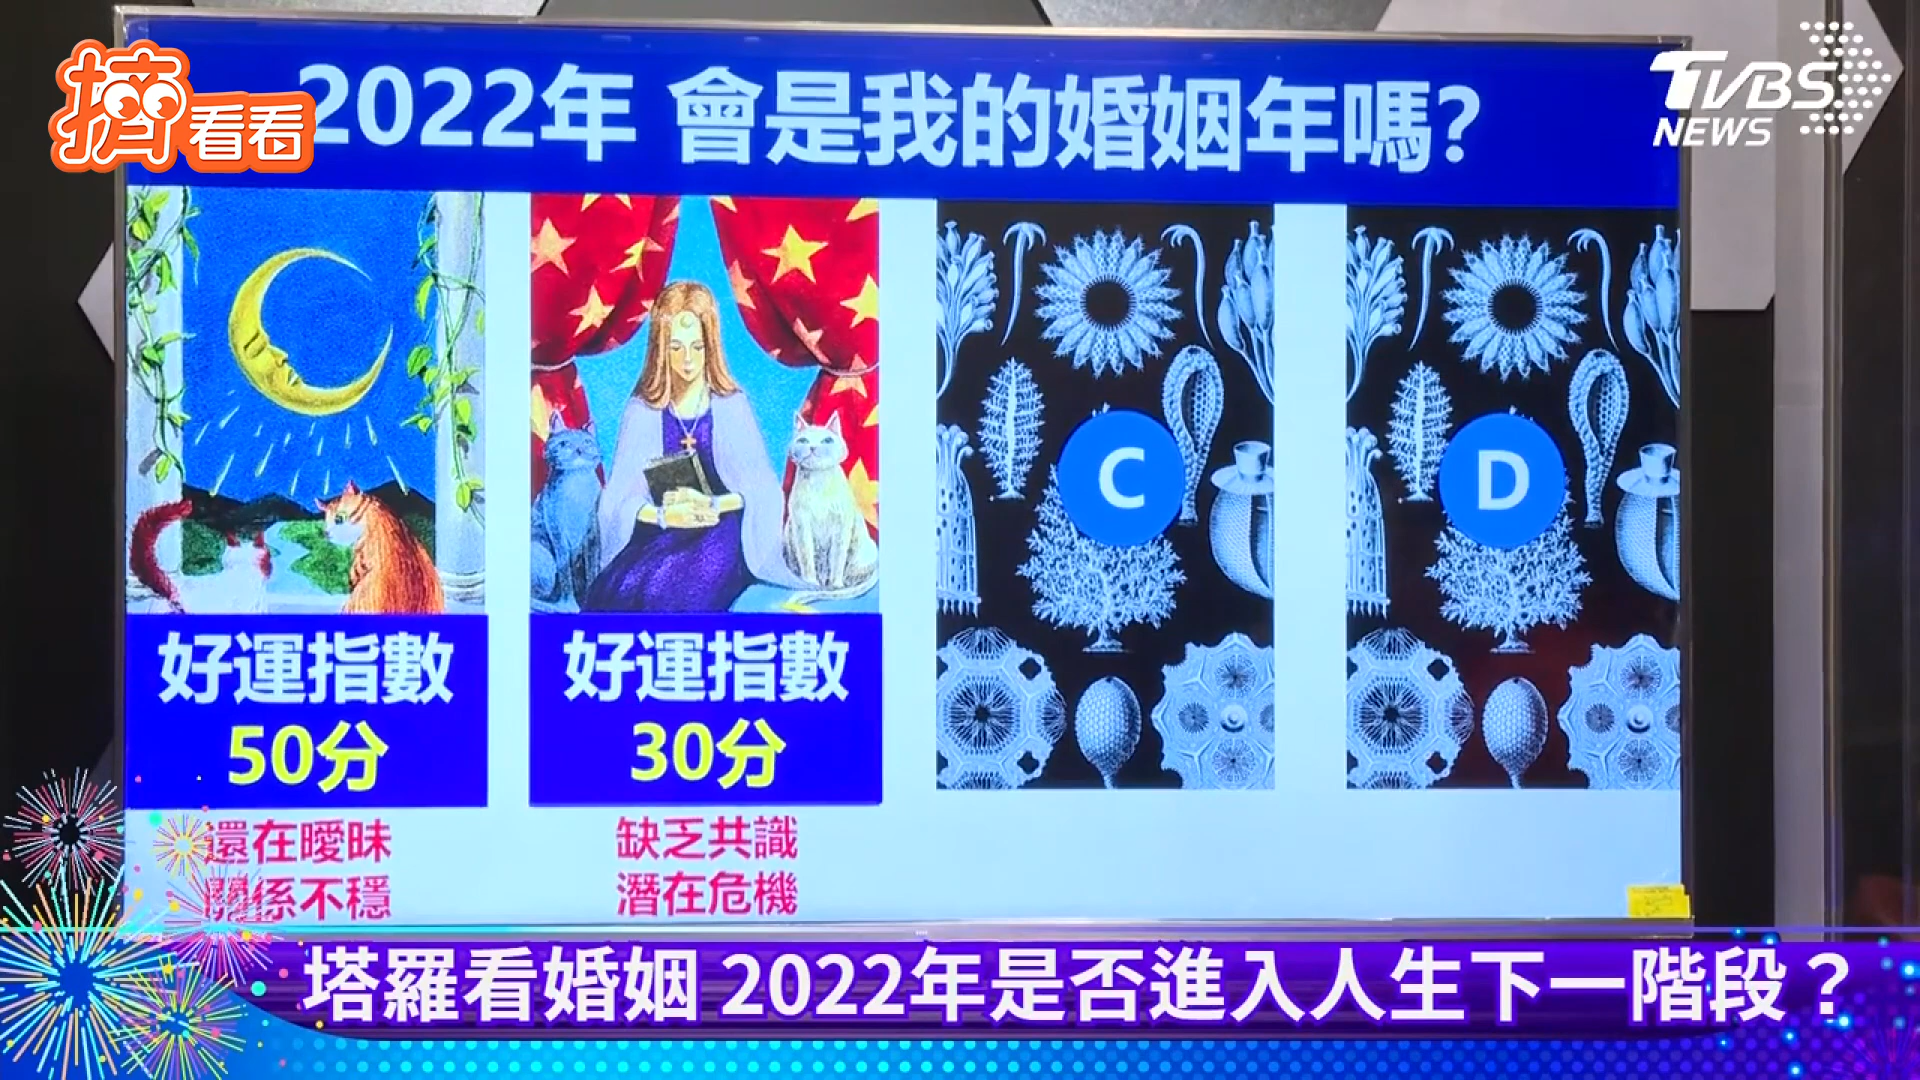 擠看看
2022年 會是我的婚姻年嗎?
TVBS
NEWS
C
D
好運指數
50分
好運指數
30分
還在曖昧
關係不穩
缺乏共識
潛在危機
塔羅看婚姻 2022年是否進入人生下一階段？